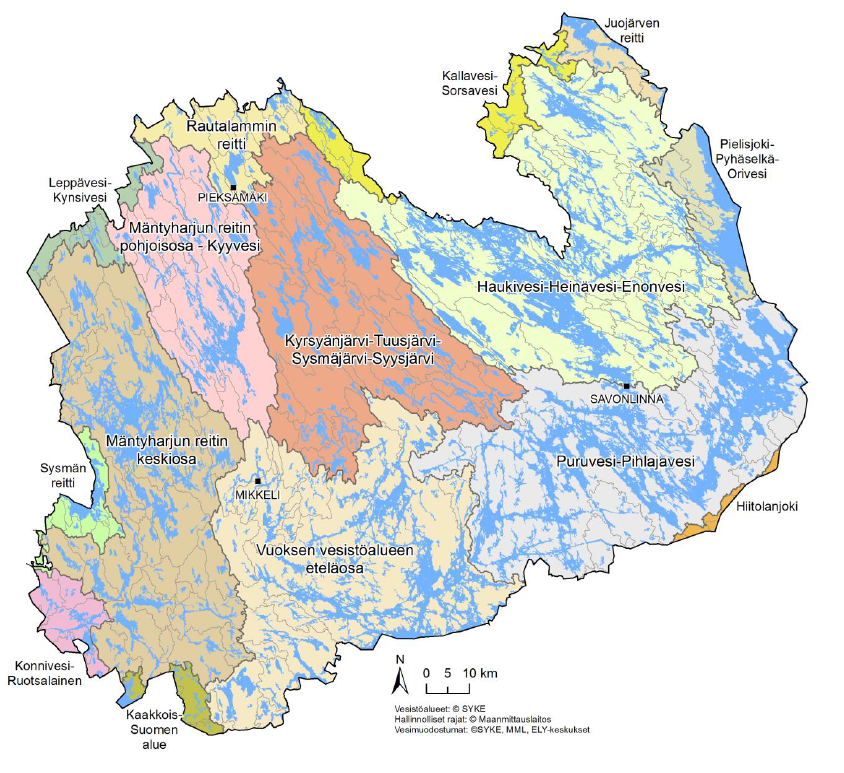 Juojärven
reitti
Kallavesi-
Sorsavesi
Rautalammin
reitti
Pielisjoki-
Pyhäselkä-
Orivesi
Leppävesi-
Kynsivesi
PIEKSÄMÄKI
Mäntyharjun reitin
pohjoisosa - Kyyvesi
Haukivesi-Heinävesi-Enonvesi
Kyrsyänjärvi-Tuusjärvi-
Sysmäjärvi-Syysjärvi
SAVONLINNA
Mäntyharjun reitin
keskiosa
Puruvesi-Pihlajavesi
Sysmän
reitti
MIKKELI
Hiitolanjoki
Vuoksen vesistöalueen
eteläosa
Konnivesi-
Ruotsalainen
Kaakkois-
Suomen
alue
N
0 5 10 km
Vesistöalueet: © SYKE
Hallinnolliset rajat: © Maanmittauslaitos
Vesimuodostumat: ©SYKE, MML, ELY-keskukset